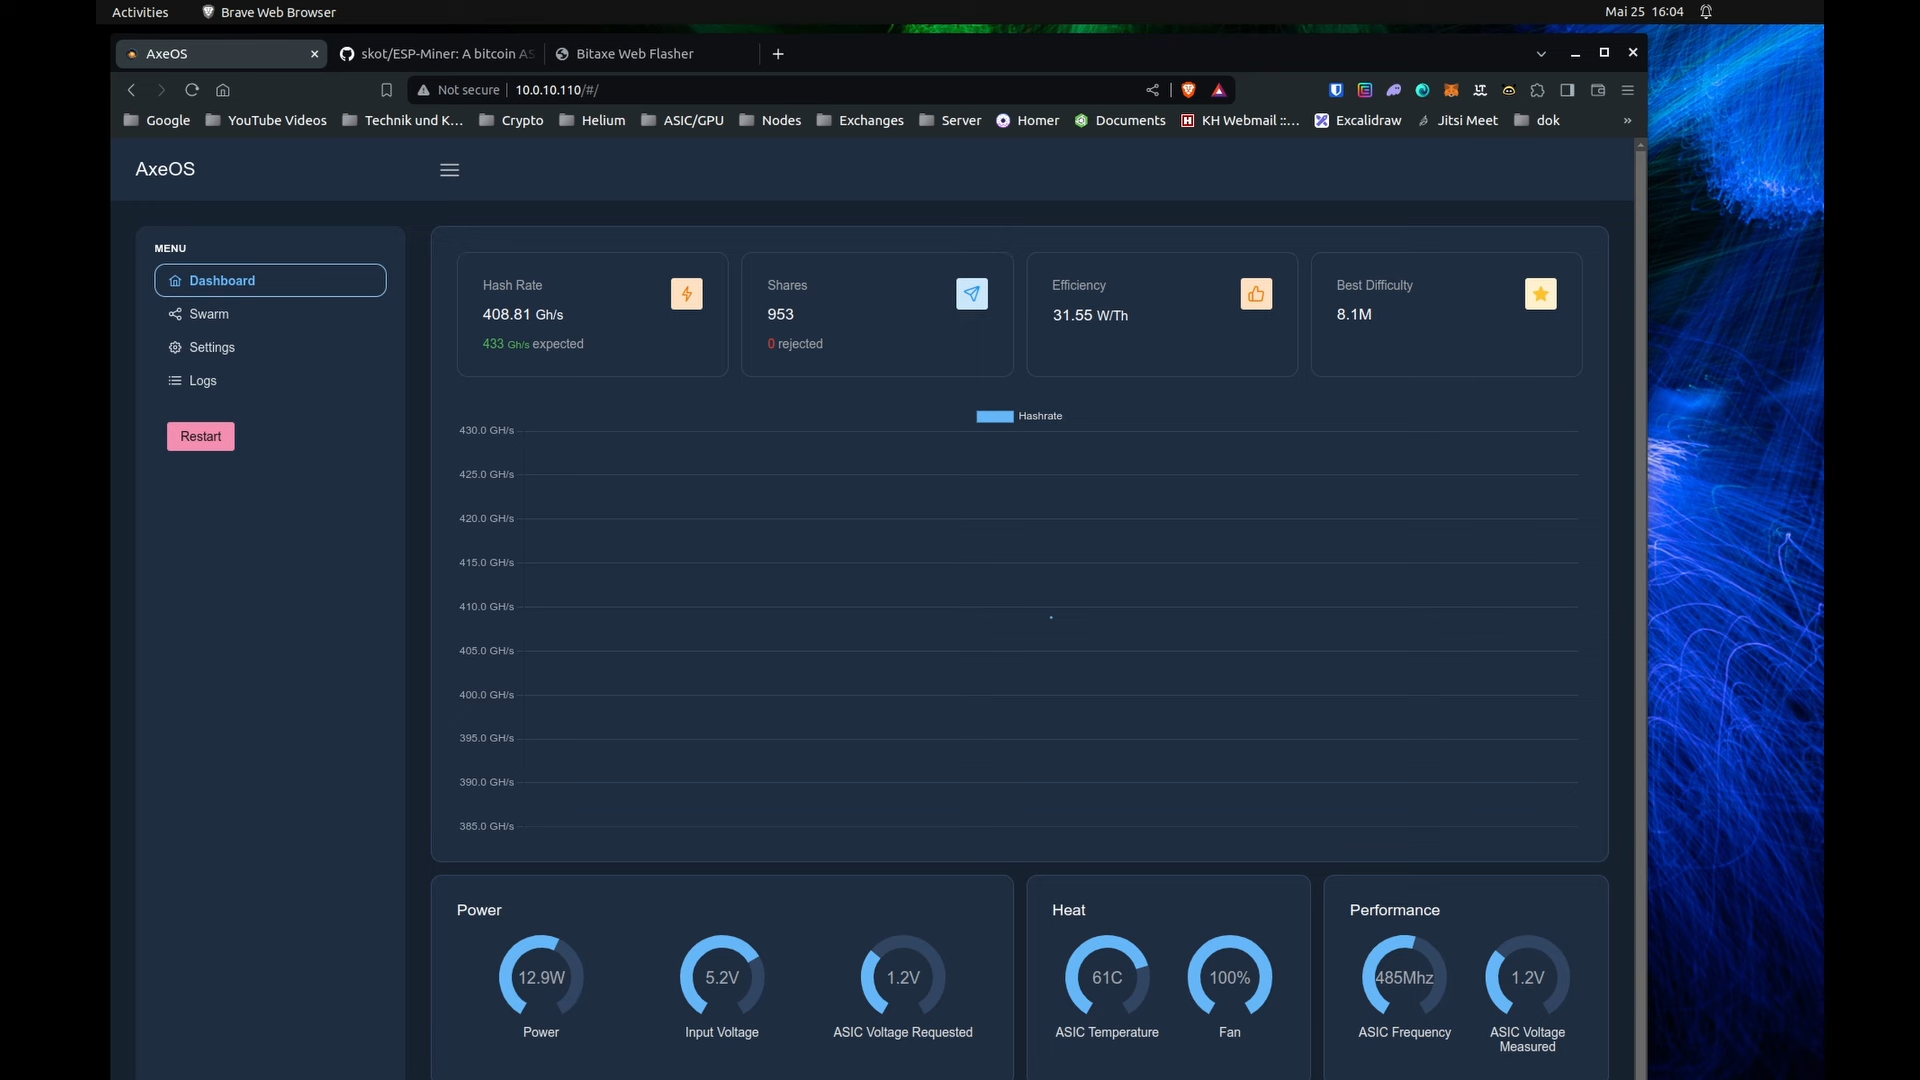 Activities
Brave Web Browser
Mai 25 16:04
AxeOS
skot/ESP-Miner: A bitcoin AS
Bitaxe Web Flasher
Not secure
10.0.10.110/#/
Google
YouTube Videos
Technik und K...
Crypto
Helium
ASIC/GPU
Nodes
Exchanges
Server
Homer
Documents
KH Webmail ::...
Excalidraw
Jitsi Meet
dok
»
AxeOS
MENU
Dashboard
Swarm
Settings
Logs
Restart
Hash Rate
408.81 Gh/s
433 Gh/s expected
Shares
953
0 rejected
Efficiency
31.55 W/Th
Best Difficulty
8.1M
Hashrate
430.0 GH/s
425.0 GH/s
420.0 GH/s
415.0 GH/s
410.0 GH/s
405.0 GH/s
400.0 GH/s
395.0 GH/s
390.0 GH/s
385.0 GH/s
Power
12.9W
Power
5.2V
Input Voltage
1.2V
ASIC Voltage Requested
Heat
61C
ASIC Temperature
100%
Fan
Performance
485Mhz
ASIC Frequency
1.2V
ASIC Voltage
Measured